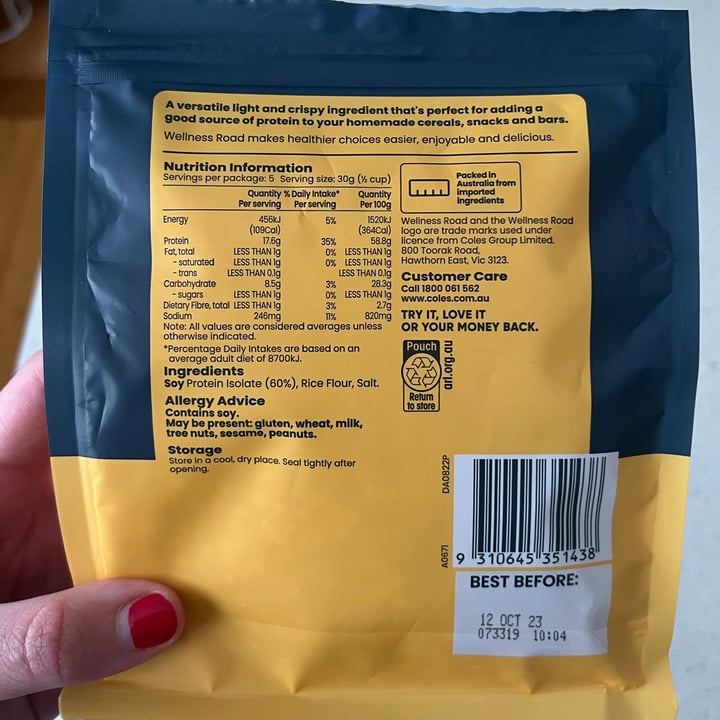 A versatile light and crispy ingredient that's perfect for adding a
good source of protein to your homemade cereals, snacks and bars.
Wellness Road makes healthier choices easier, enjoyable and delicious.
Nutrition Information
Servings per package: 5 Serving size: 30g (½ cup)
Quantity % Daily Intake* Quantity
Per serving Per serving Per 100g
Energy 456kJ 5% 1520kJ
(109Cal) (364Cal)
Protein 17.6g 35% 58.8g
Fat, total LESS THAN 1g 0% LESS THAN 1g
- saturated LESS THAN 1g 0% LESS THAN 1g
- trans LESS THAN 0.1g LESS THAN 0.1g
Carbohydrate 8.5g 3% 28.3g
- sugars LESS THAN 1g 0% LESS THAN 1g
Dietary Fibre, total LESS THAN 1g 3% 2.7g
Sodium 246mg 11% 820mg
Note: All values are considered averages unless
otherwise indicated.
*Percentage Daily Intakes are based on an
average adult diet of 8700kJ.
Ingredients
Soy Protein Isolate (60%), Rice Flour, Salt.
Allergy Advice
Contains soy.
May be present: gluten, wheat, milk,
tree nuts, sesame, peanuts.
Storage
Store in a cool, dry place. Seal tightly after
opening.
Packed in
Australia from
imported
ingredients
Wellness Road and the Wellness Road
logo are trade marks used under
licence from Coles Group Limited.
800 Toorak Road,
Hawthorn East, Vic 3123.
Customer Care
Call 1800 061 562
www.coles.com.au
TRY IT, LOVE IT
OR YOUR MONEY BACK.
Pouch
Return
to store
arl.org.au
DA0822P
A0671
9 310645 351438
BEST BEFORE:
12 OCT 23
073319 10:04